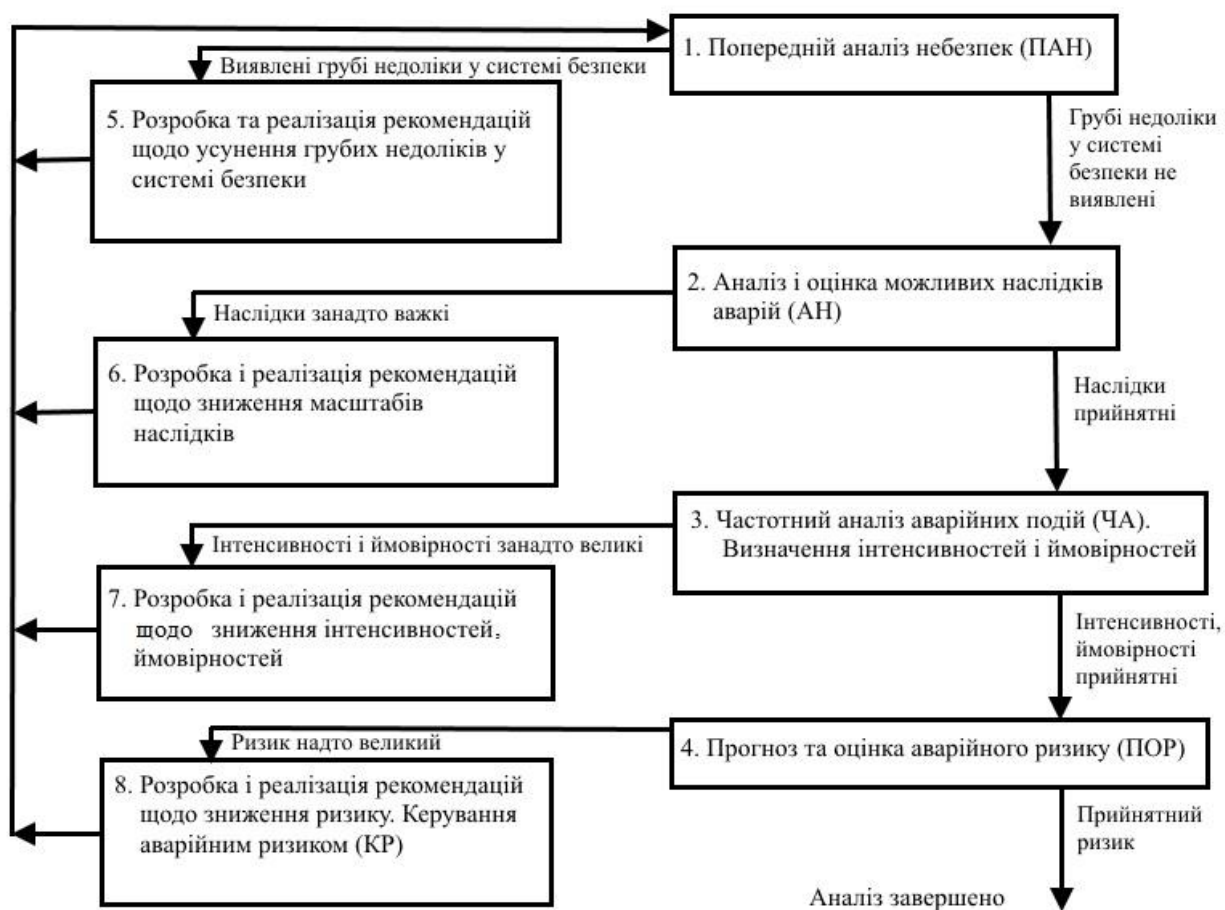 1. Попередній аналіз небезпек (ПАН)
Виявлені грубі недоліки у системі безпеки
5. Розробка та реалізація рекомендацій
щодо усунення грубих недоліків у
системі безпеки
Грубі недоліки
у системі
безпеки не
виявлені
2. Аналіз і оцінка можливих наслідків
аварій (АН)
Наслідки занадто важкі
6. Розробка і реалізація рекомендацій
щодо зниження масштабів
наслідків
Наслідки
прийнятні
3. Частотний аналіз аварійних подій (ЧА).
Визначення інтенсивностей і ймовірностей
Інтенсивності і ймовірності занадто великі
7. Розробка і реалізація рекомендацій
щодо зниження інтенсивностей,
ймовірностей
Інтенсивності,
ймовірності
прийнятні
4. Прогноз та оцінка аварійного ризику (ПОР)
Ризик надто великий
8. Розробка і реалізація рекомендацій
щодо зниження ризику. Керування
аварійним ризиком (КР)
Прийнятний
ризик
Аналіз завершено